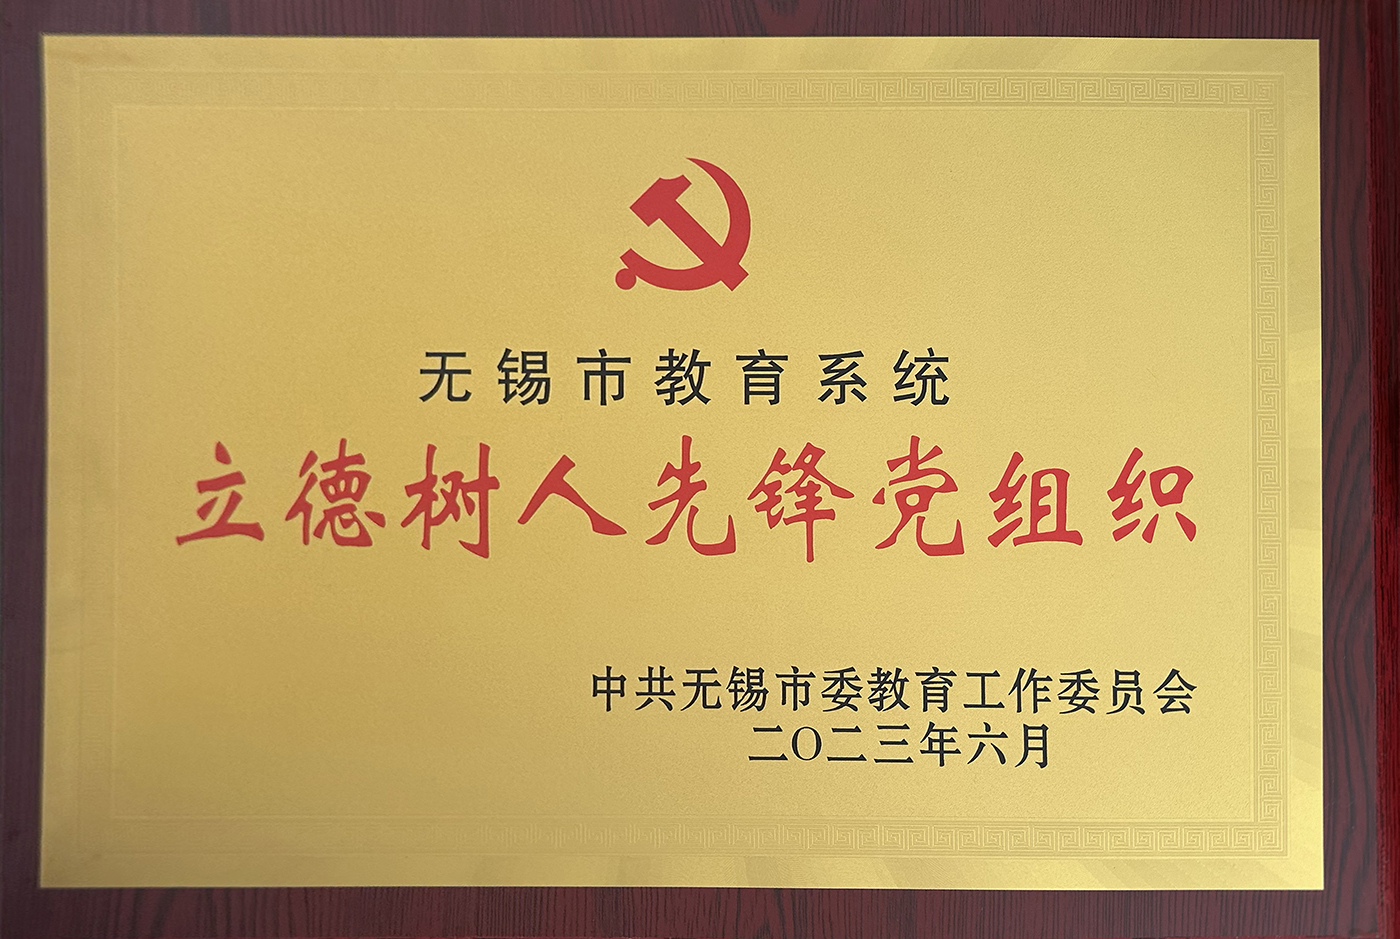 无锡市教育系统
立德树人先锋党组织
中共无锡市委教育工作委员会
二〇二三年六月